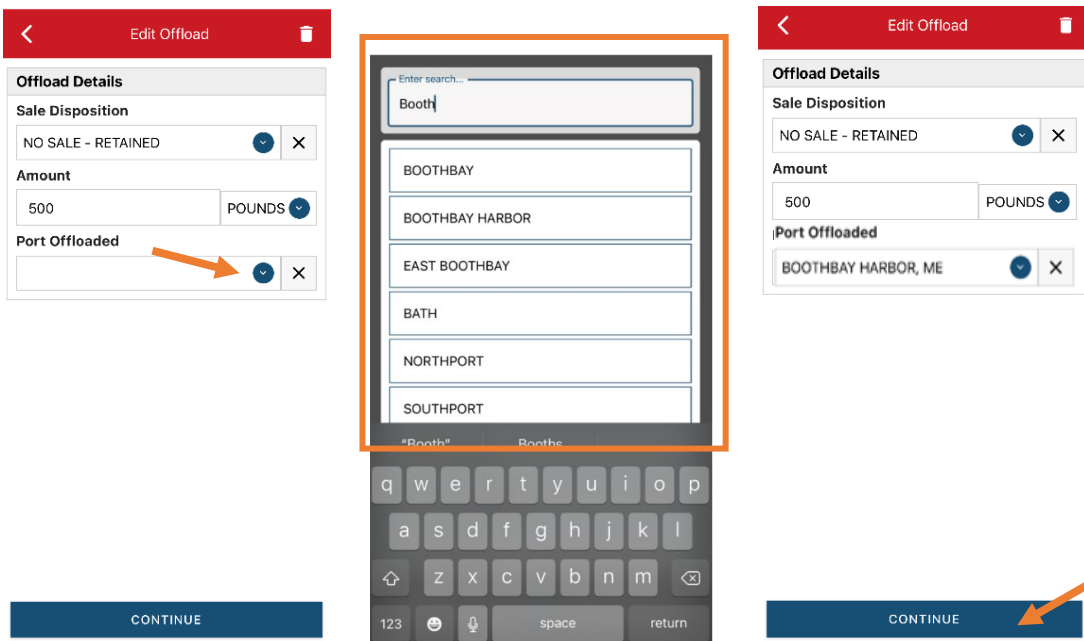 Edit Offload
Offload Details
Sale Disposition
NO SALE - RETAINED
Amount
500 POUNDS
Port Offloaded
CONTINUE
Enter search...
Booth
BOOTHBAY
BOOTHBAY HARBOR
EAST BOOTHBAY
BATH
NORTHPORT
SOUTHPORT
"Booth" Booths
q w e r t y u i o p
a s d f g h j k l
z x c v b n m
123 space return
Edit Offload
Offload Details
Sale Disposition
NO SALE - RETAINED
Amount
500 POUNDS
Port Offloaded
BOOTHBAY HARBOR, ME
CONTINUE